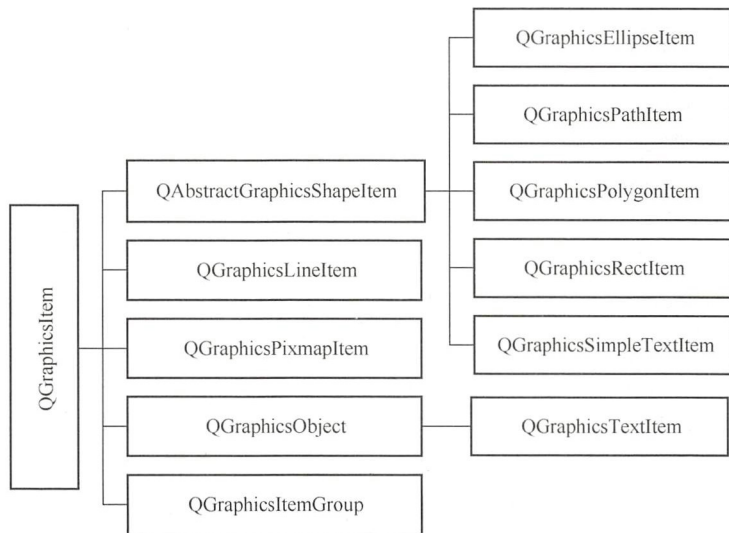 QGraphicsItem
QAbstractGraphicsShapeItem
QGraphicsLineItem
QGraphicsPixmapItem
QGraphicsObject
QGraphicsItemGroup
QGraphicsEllipseItem
QGraphicsPathItem
QGraphicsPolygonItem
QGraphicsRectItem
QGraphicsSimpleTextItem
QGraphicsTextItem